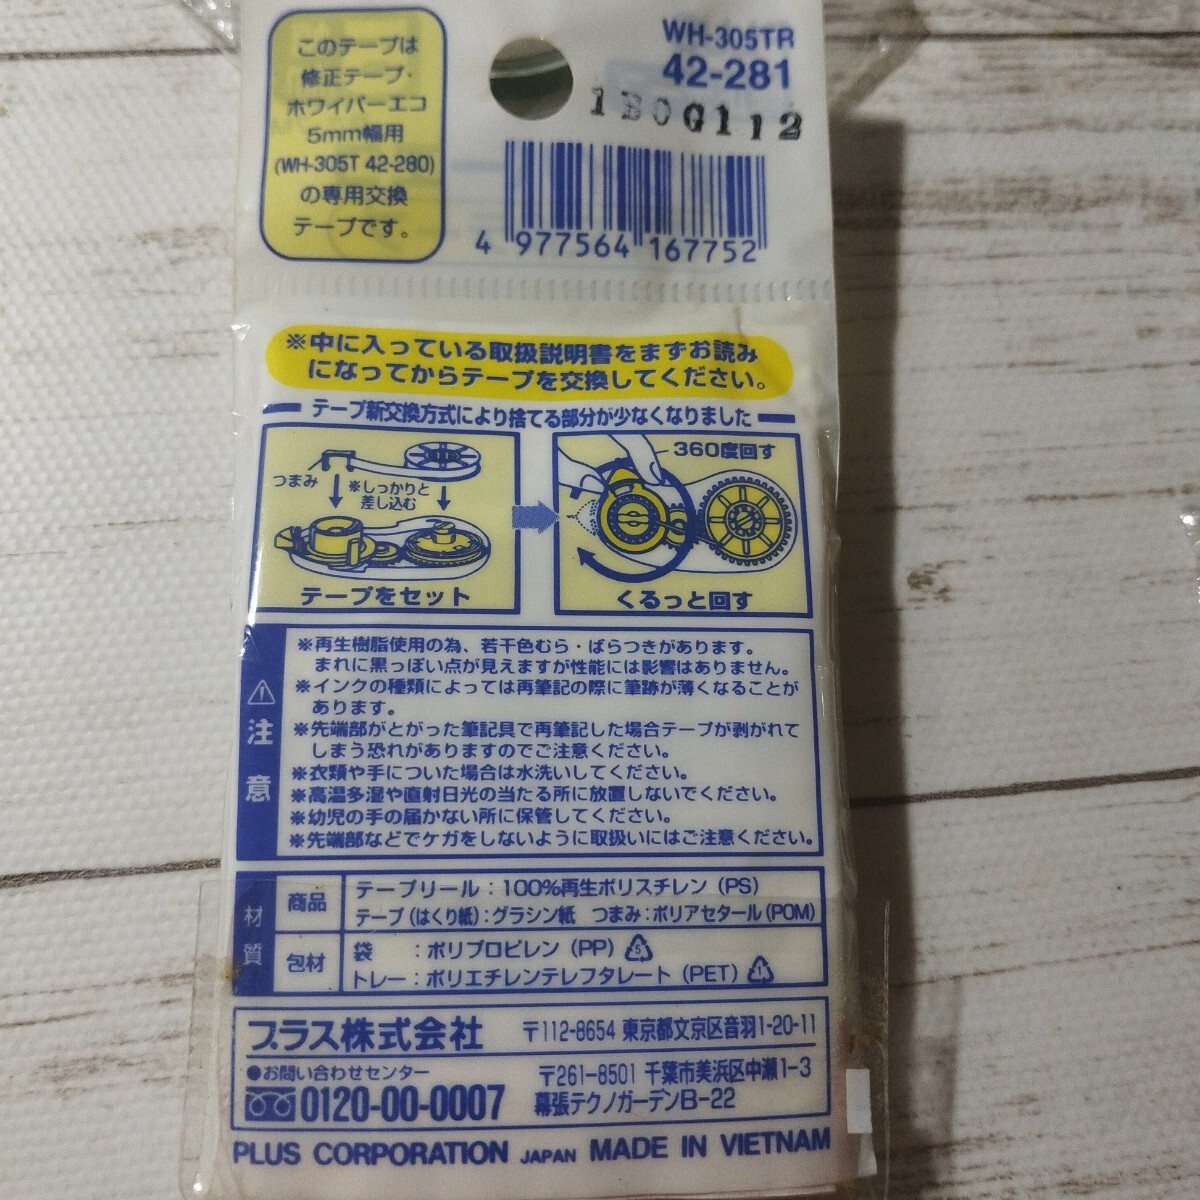 このテープは
修正テープ・
ホワイパーエコ
5mm幅用
(WH-305T 42-280)
の専用交換
テープです。
WH-305TR
42-281
1B0G112
4 977564 167752
※中に入っている取扱説明書をまずお読み
になってからテープを交換してください。
テープ新交換方式により捨てる部分が少なくなりました
つまみ
※しっかりと
差し込む
テープをセット
360度回す
くるっと回す
注意
※再生樹脂使用の為、若干色むら・ばらつきがあります。
まれに黒っぽい点が見えますが性能には影響はありません。
※インクの種類によっては再筆記の際に筆跡が薄くなることが
あります。
※先端部がとがった筆記具で再筆記した場合テープが剥がれて
しまう恐れがありますのでご注意ください。
※衣類や手についた場合は水洗いしてください。
※高温多湿や直射日光の当たる所に放置しないでください。
※幼児の手の届かない所に保管してください。
※先端部などでケガをしないように取扱いにはご注意ください。
材質
商品
テープリール：100%再生ポリスチレン（PS）
テープ（はくり紙）：グラシン紙 つまみ：ポリアセタール（POM）
包材
袋 ：ポリプロピレン（PP） 5
トレー：ポリエチレンテレフタレート（PET） 1
プラス株式会社
〒112-8654 東京都文京区音羽1-20-11
●お問い合わせセンター
0120-00-0007
〒261-8501 千葉市美浜区中瀬1-3
幕張テクノガーデンB-22
PLUS CORPORATION JAPAN MADE IN VIETNAM